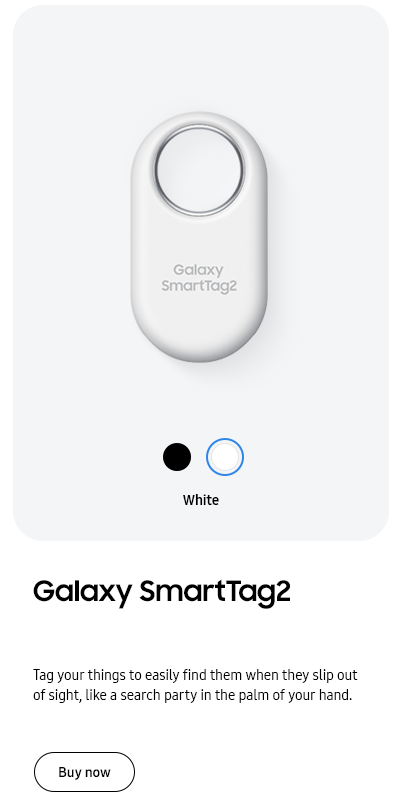 Galaxy
SmartTag2
White
Galaxy SmartTag2
Tag your things to easily find them when they slip out
of sight, like a search party in the palm of your hand.
Buy now